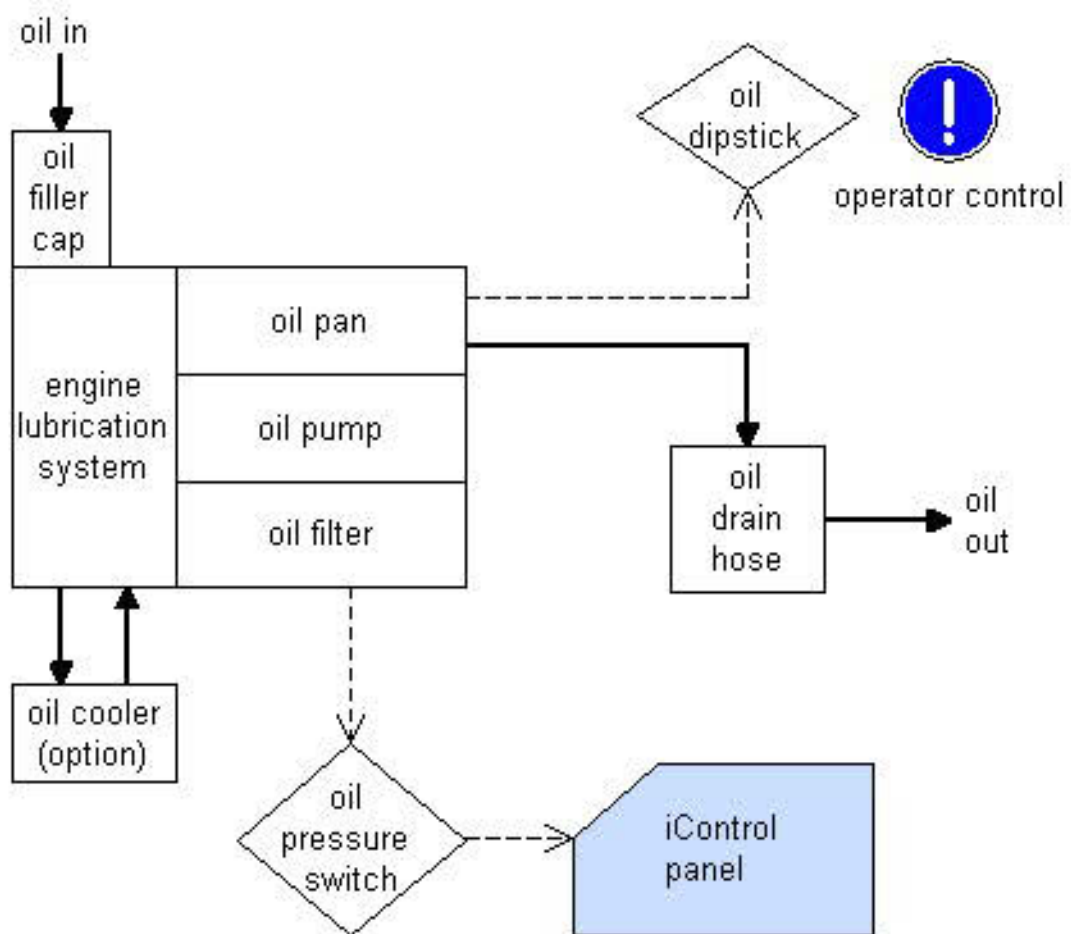 oil in
oil
filler
cap
oil
dipstick
operator control
engine
lubrication
system
oil pan
oil pump
oil filter
oil
drain
hose
oil
out
oil cooler
(option)
oil
pressure
switch
iControl
panel